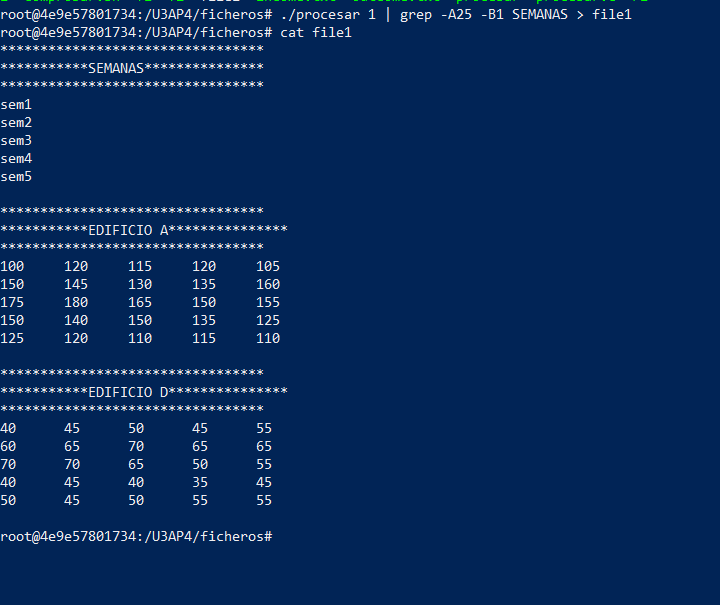 root@4e9e57801734:/U3AP4/ficheros# ./procesar 1 | grep -A25 -B1 SEMANAS > file1
root@4e9e57801734:/U3AP4/ficheros# cat file1
*********************************
***********SEMANAS***************
*********************************
sem1
sem2
sem3
sem4
sem5
*********************************
***********EDIFICIO A***************
*********************************
100 120 115 120 105
150 145 130 135 160
175 180 165 150 155
150 140 150 135 125
125 120 110 115 110
*********************************
***********EDIFICIO D***************
*********************************
40 45 50 45 55
60 65 70 65 65
70 70 65 50 55
40 45 40 35 45
50 45 50 55 55
root@4e9e57801734:/U3AP4/ficheros#